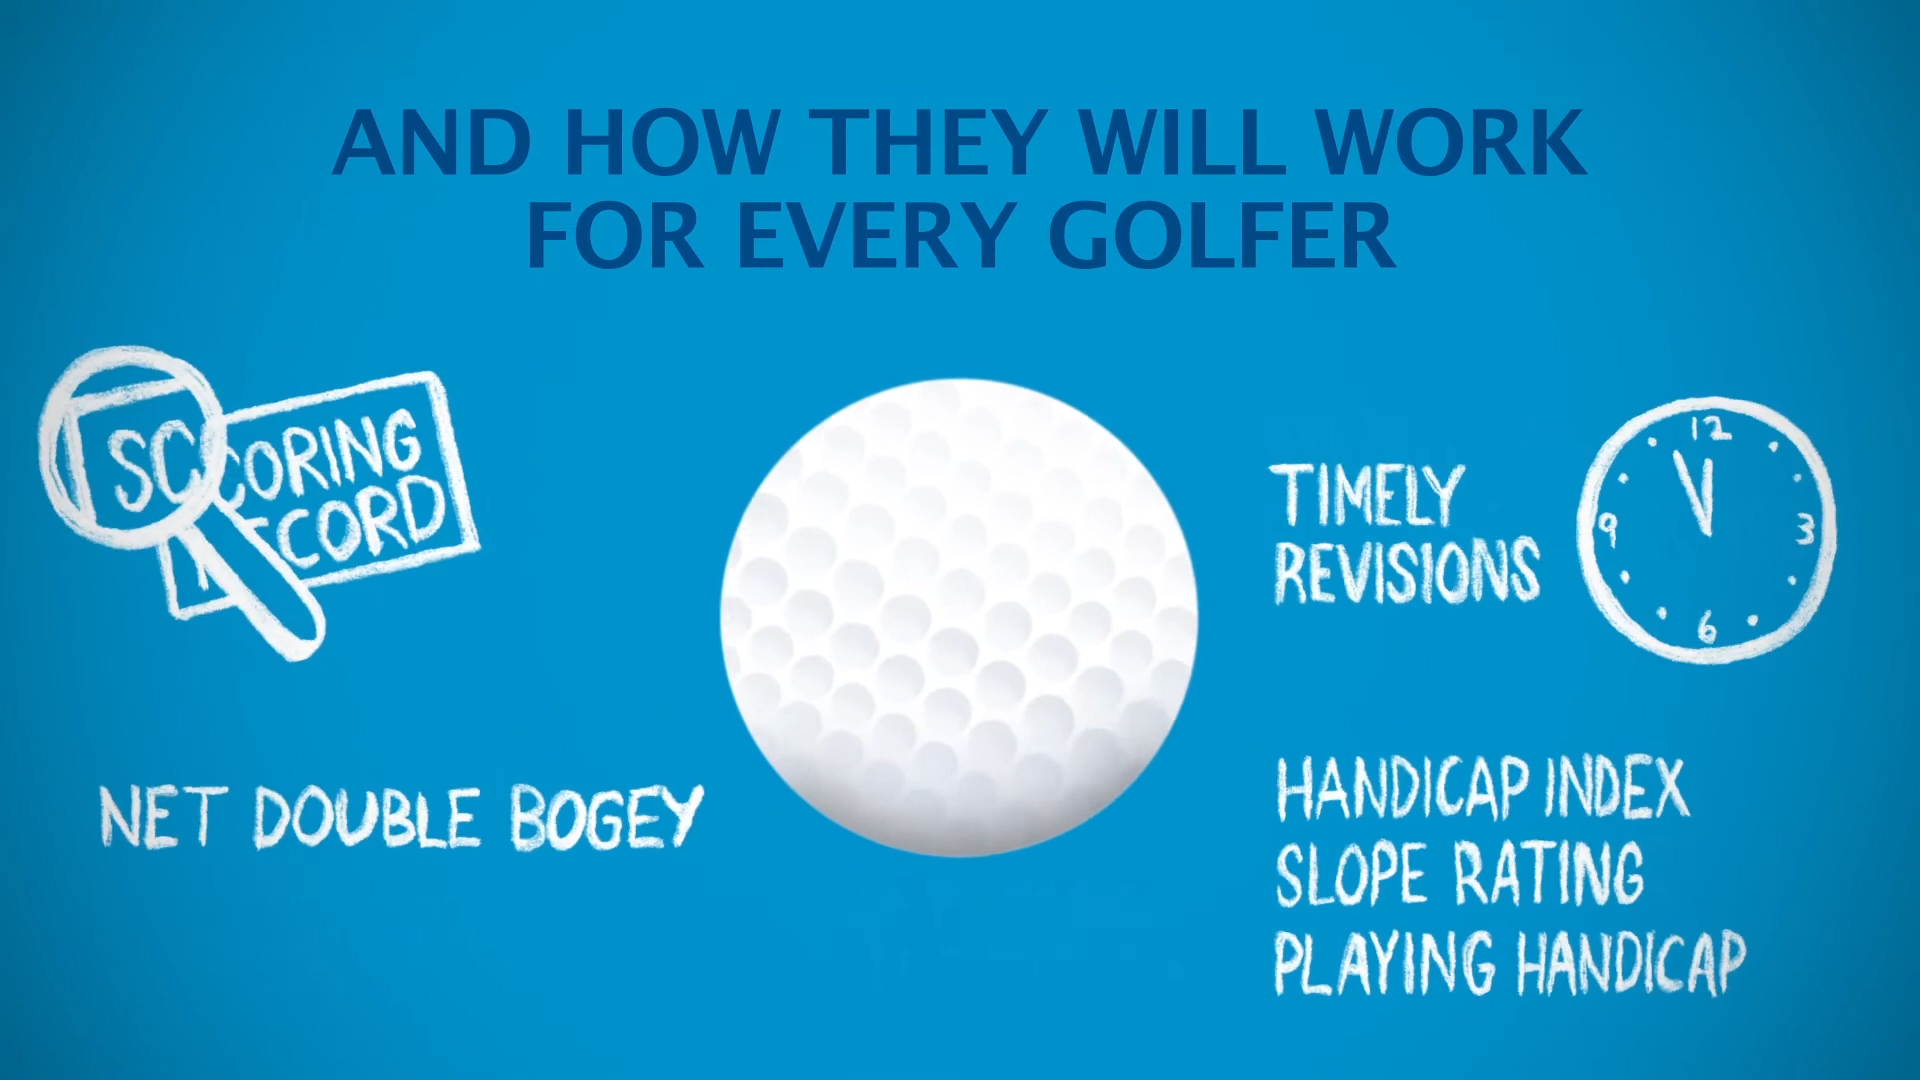 AND HOW THEY WILL WORK
FOR EVERY GOLFER
SCORING
CORD
TIMELY
REVISIONS
12
3
6
9
NET DOUBLE BOGEY
HANDICAP INDEX
SLOPE RATING
PLAYING HANDICAP